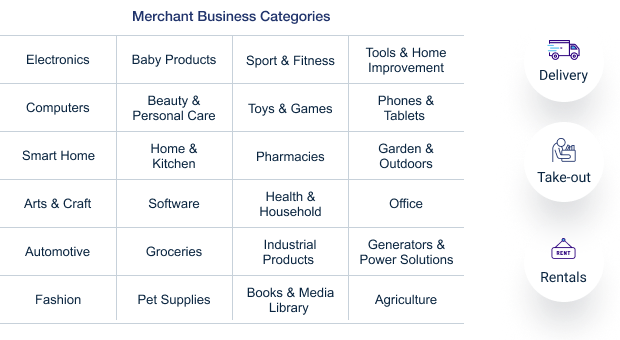 Merchant Business Categories
Electronics
Baby Products
Sport & Fitness
Tools & Home
Improvement
Computers
Beauty &
Personal Care
Toys & Games
Phones &
Tablets
Smart Home
Home &
Kitchen
Pharmacies
Garden &
Outdoors
Arts & Craft
Software
Health &
Household
Office
Automotive
Groceries
Industrial
Products
Generators &
Power Solutions
Fashion
Pet Supplies
Books & Media
Library
Agriculture
Delivery
Take-out
RENT
Rentals